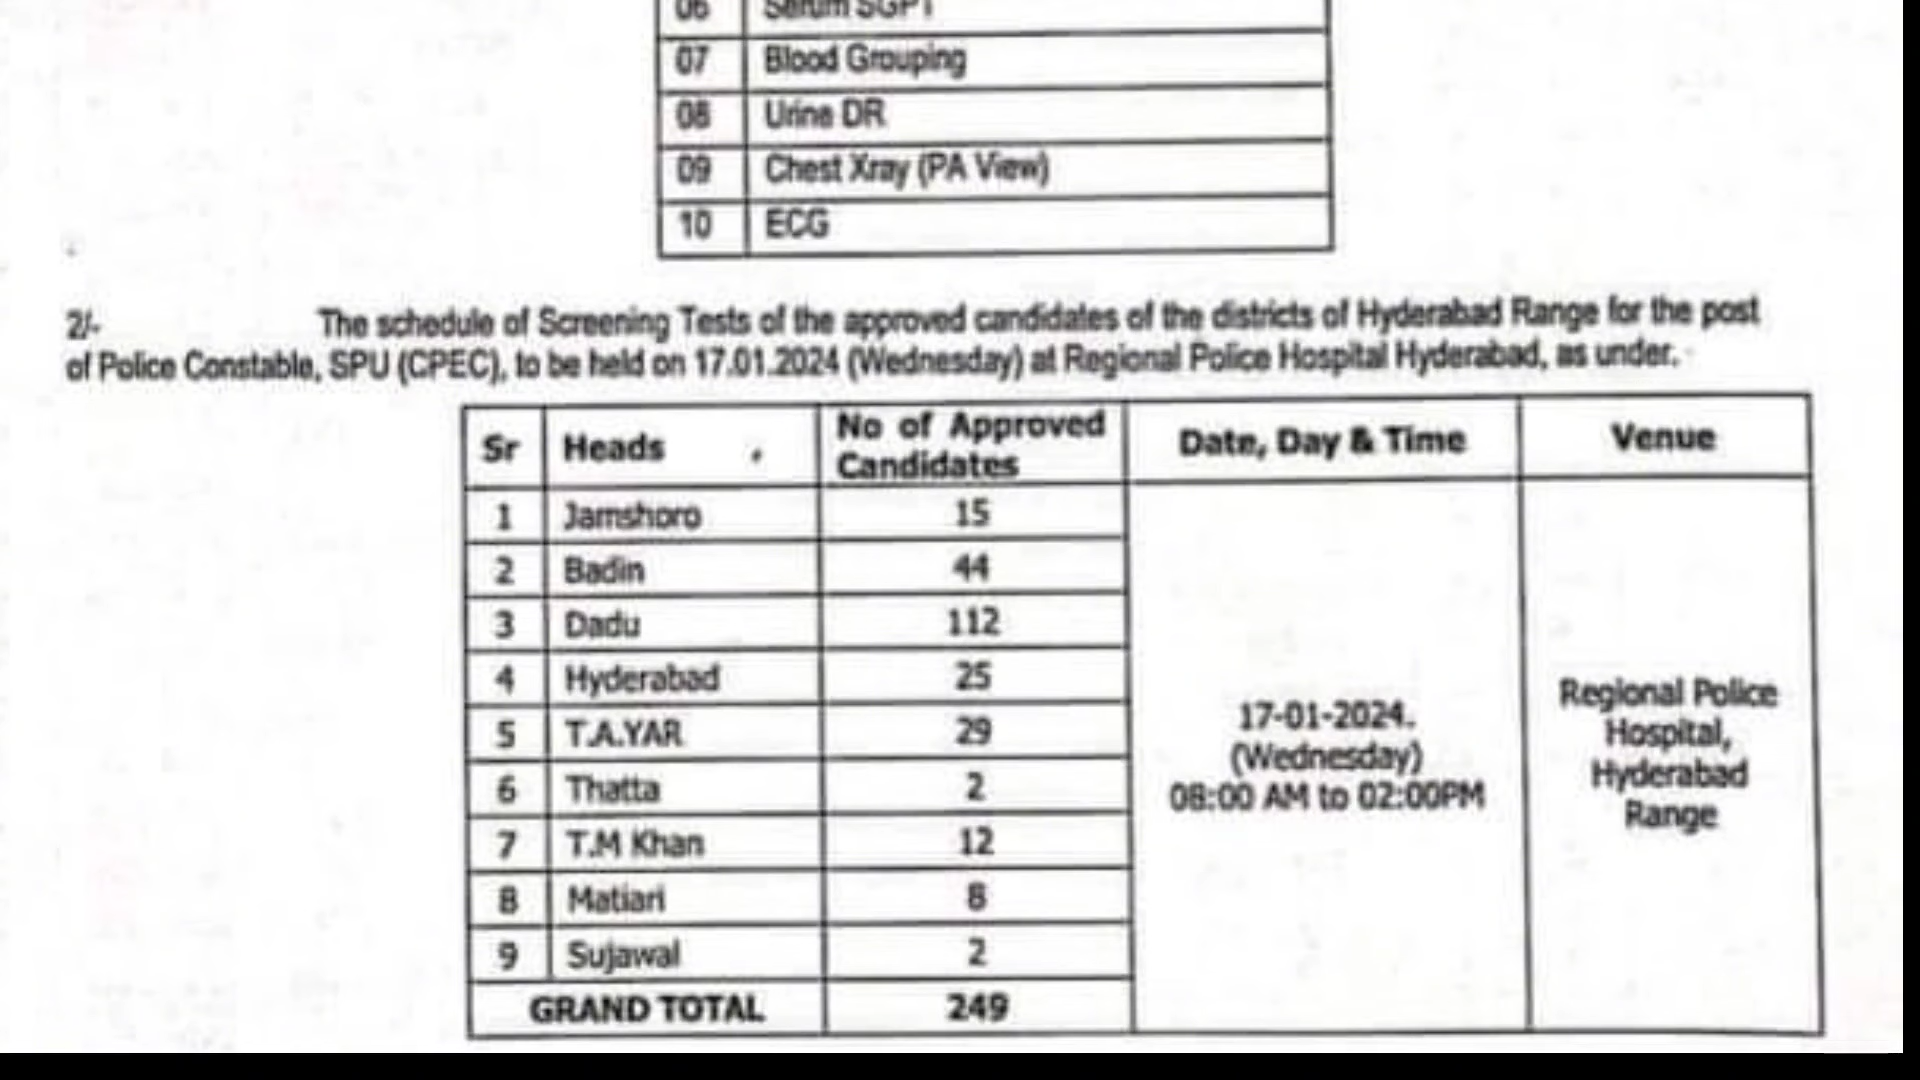 06 Serum SGPT
07 Blood Grouping
08 Urine DR
09 Chest Xray (PA View)
10 ECG
2/- The schedule of Screening Tests of the approved candidates of the districts of Hyderabad Range for the post
of Police Constable, SPU (CPEC), to be held on 17.01.2024 (Wednesday) at Regional Police Hospital Hyderabad, as under.
Sr Heads No of Approved Candidates Date, Day & Time Venue
1 Jamshoro 15
2 Badin 44
3 Dadu 112
4 Hyderabad 25
5 T.A.YAR 29
6 Thatta 2
7 T.M Khan 12
8 Matiari 8
9 Sujawal 2
GRAND TOTAL 249
17-01-2024.
(Wednesday)
08:00 AM to 02:00PM
Regional Police
Hospital,
Hyderabad
Range